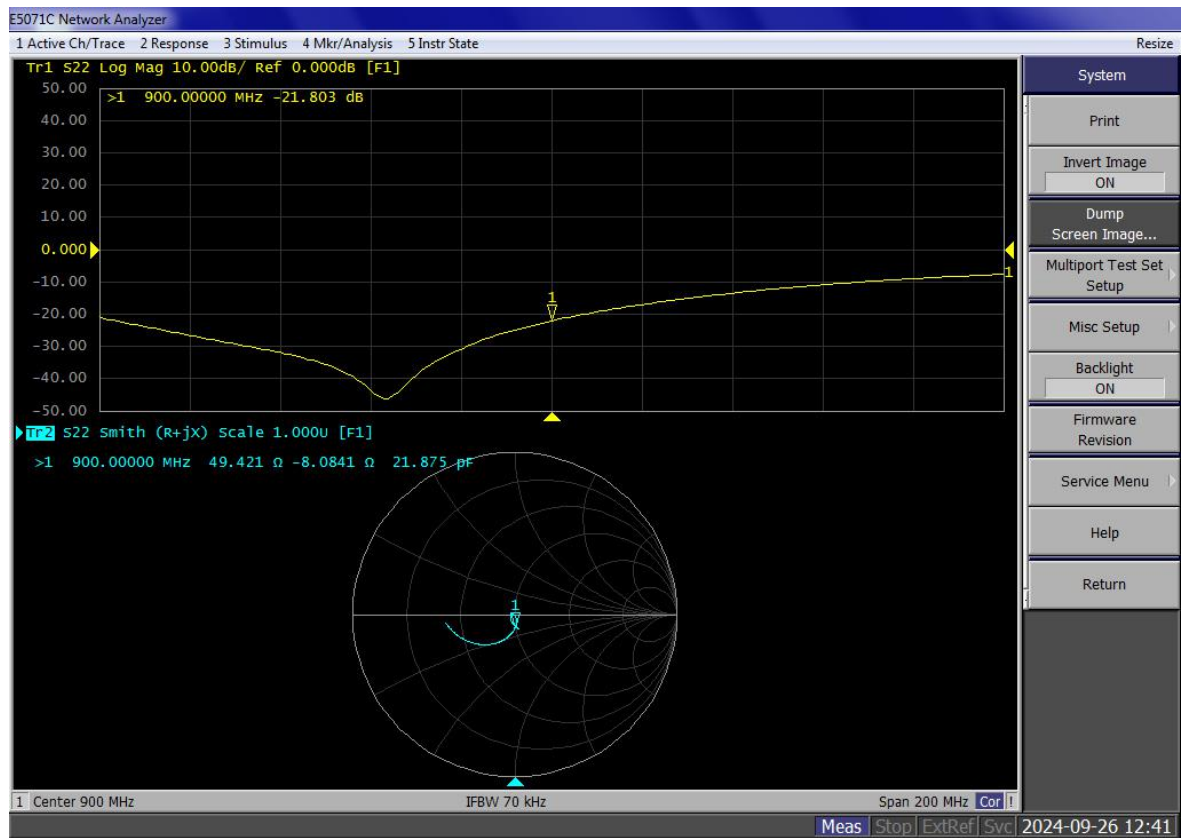 E5071C Network Analyzer
1 Active Ch/Trace 2 Response 3 Stimulus 4 Mkr/Analysis 5 Instr State Resize
Tr1 S22 Log Mag 10.00dB/ Ref 0.000dB [F1]
50.00
>1 900.00000 MHz -21.803 dB
40.00
30.00
20.00
10.00
0.000
-10.00
1
-20.00
1
-30.00
-40.00
-50.00
Tr2 S22 Smith (R+jX) Scale 1.000U [F1]
>1 900.00000 MHz 49.421 Ω -8.0841 Ω 21.875 pF
1
System
Print
Invert Image
ON
Dump
Screen Image...
Multiport Test Set
Setup
Misc Setup
Backlight
ON
Firmware
Revision
Service Menu
Help
Return
1 Center 900 MHz IFBW 70 kHz Span 200 MHz Cor !
Meas Stop ExtRef Svc 2024-09-26 12:41